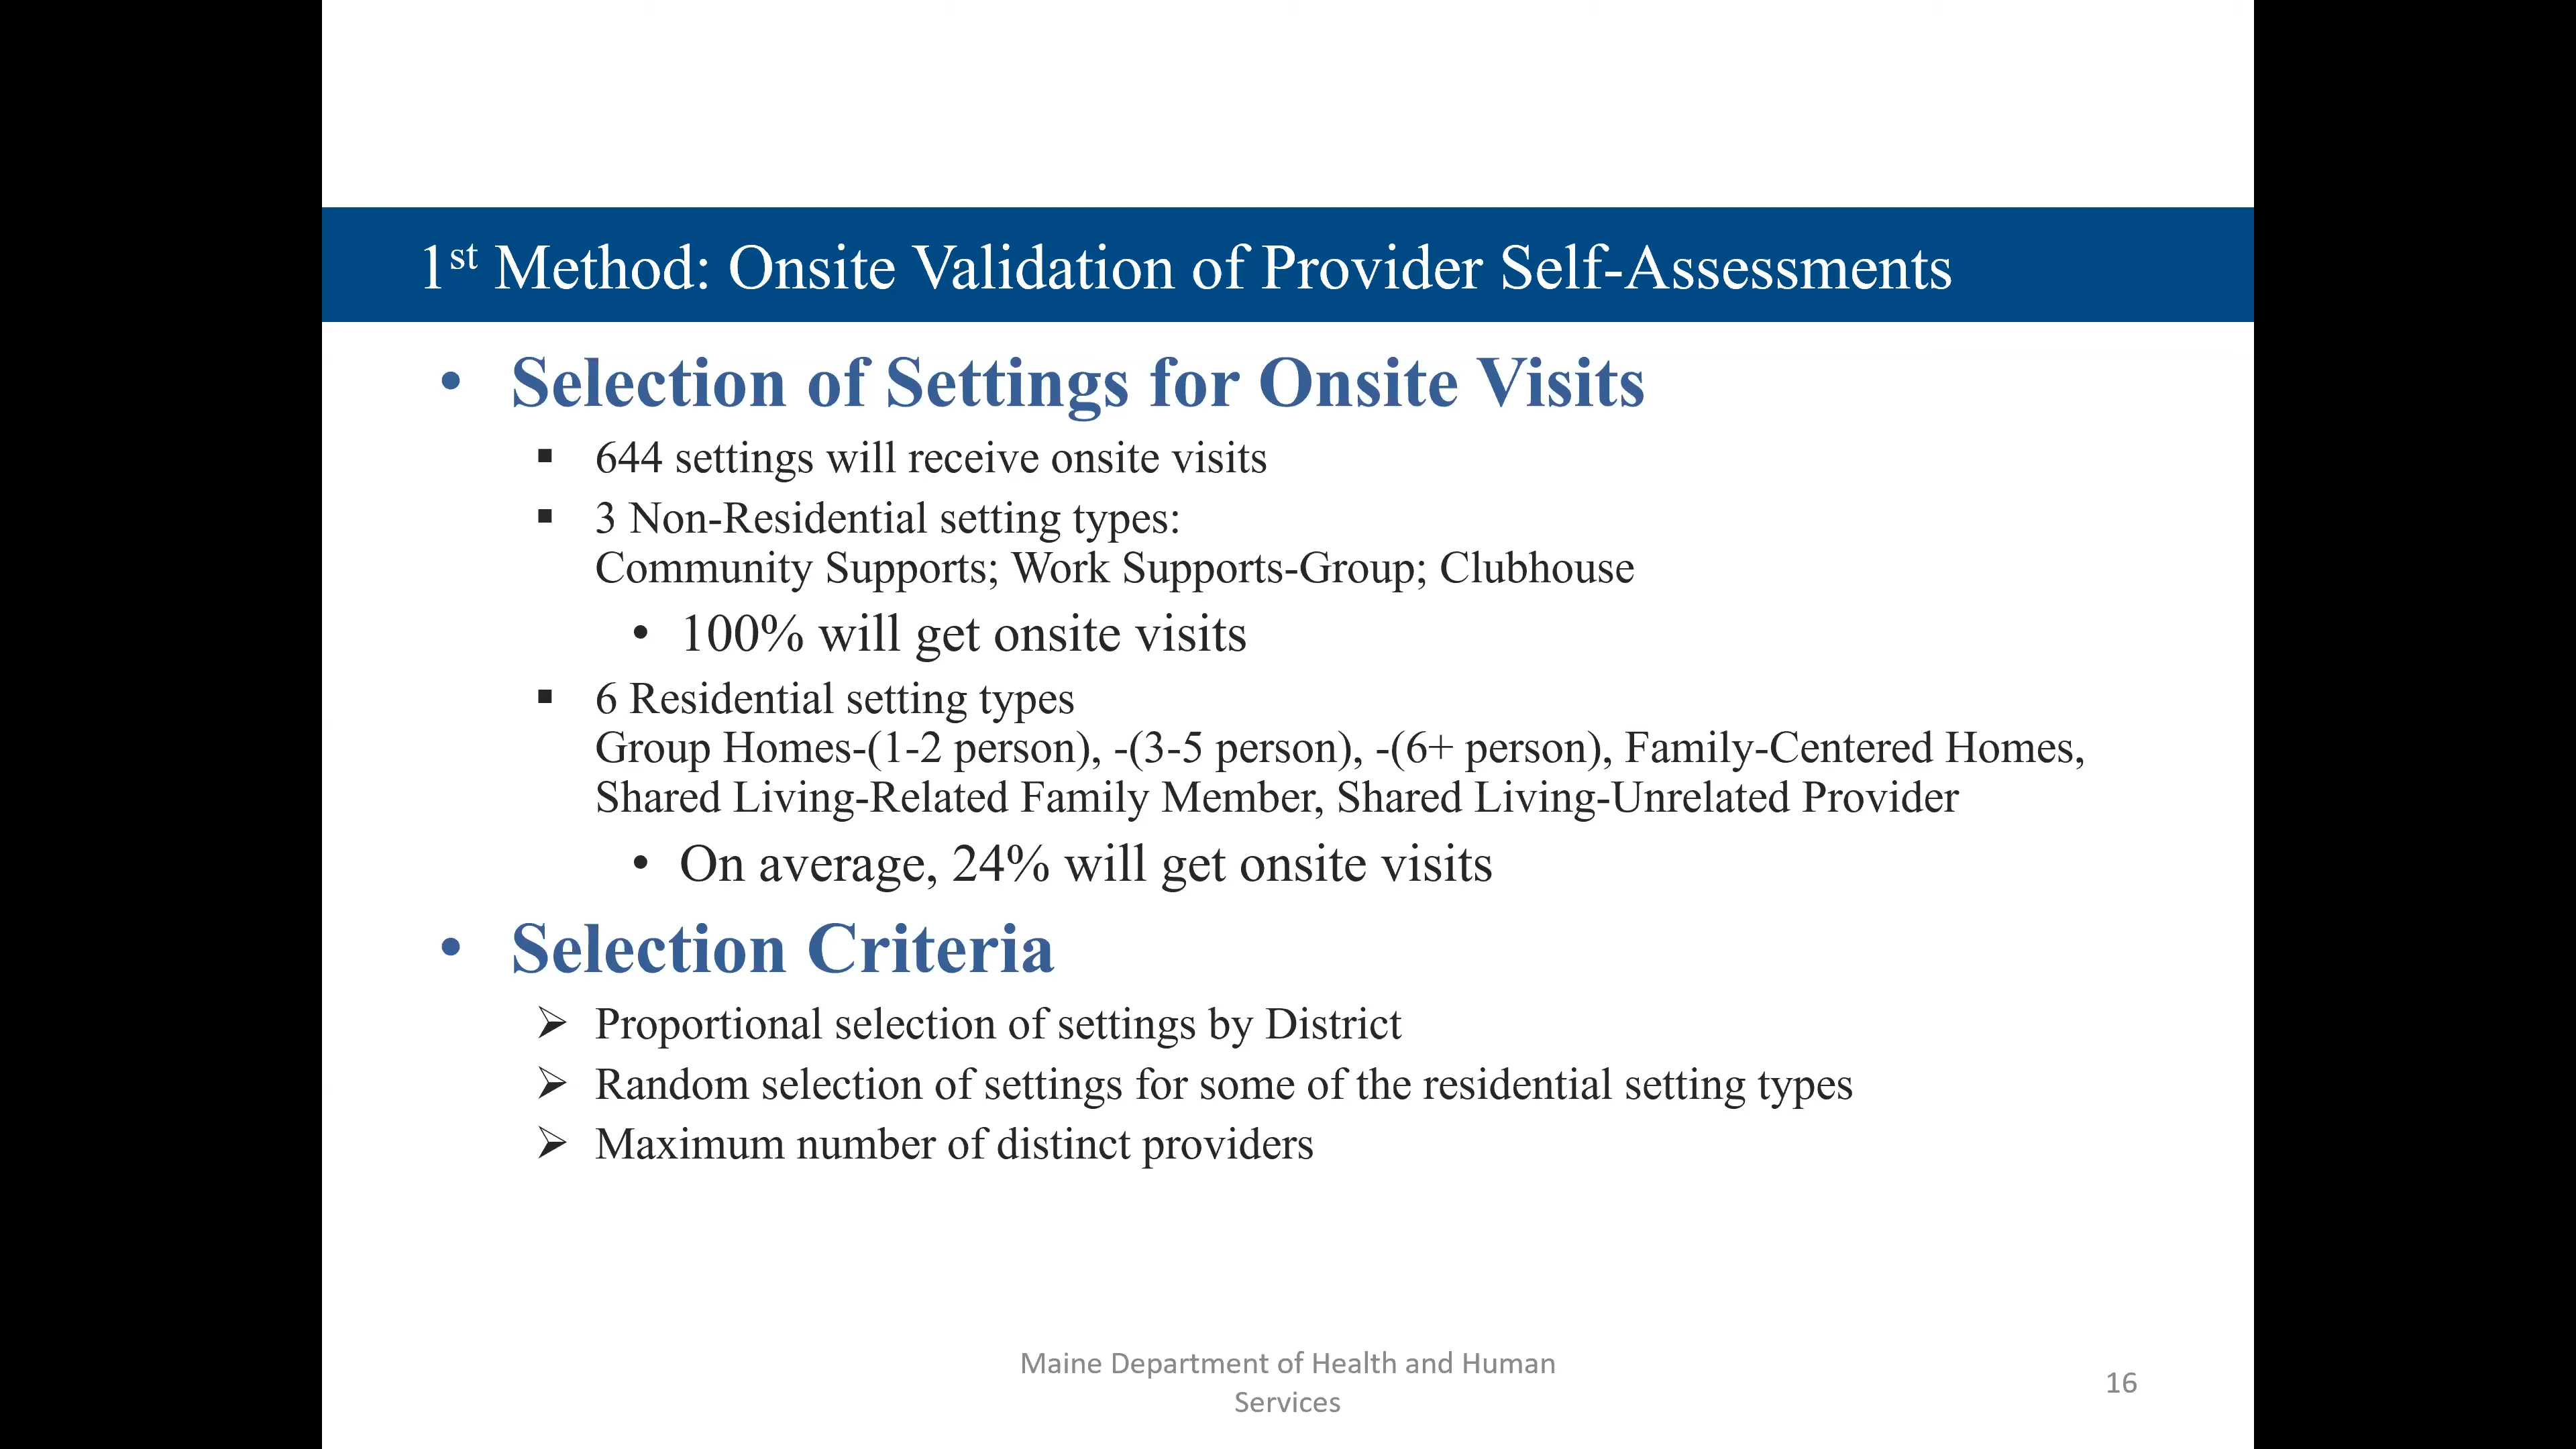 1st Method: Onsite Validation of Provider Self-Assessments
• Selection of Settings for Onsite Visits
▪ 644 settings will receive onsite visits
▪ 3 Non-Residential setting types:
Community Supports; Work Supports-Group; Clubhouse
• 100% will get onsite visits
▪ 6 Residential setting types
Group Homes-(1-2 person), -(3-5 person), -(6+ person), Family-Centered Homes,
Shared Living-Related Family Member, Shared Living-Unrelated Provider
• On average, 24% will get onsite visits
• Selection Criteria
➢ Proportional selection of settings by District
➢ Random selection of settings for some of the residential setting types
➢ Maximum number of distinct providers
Maine Department of Health and Human
Services
16